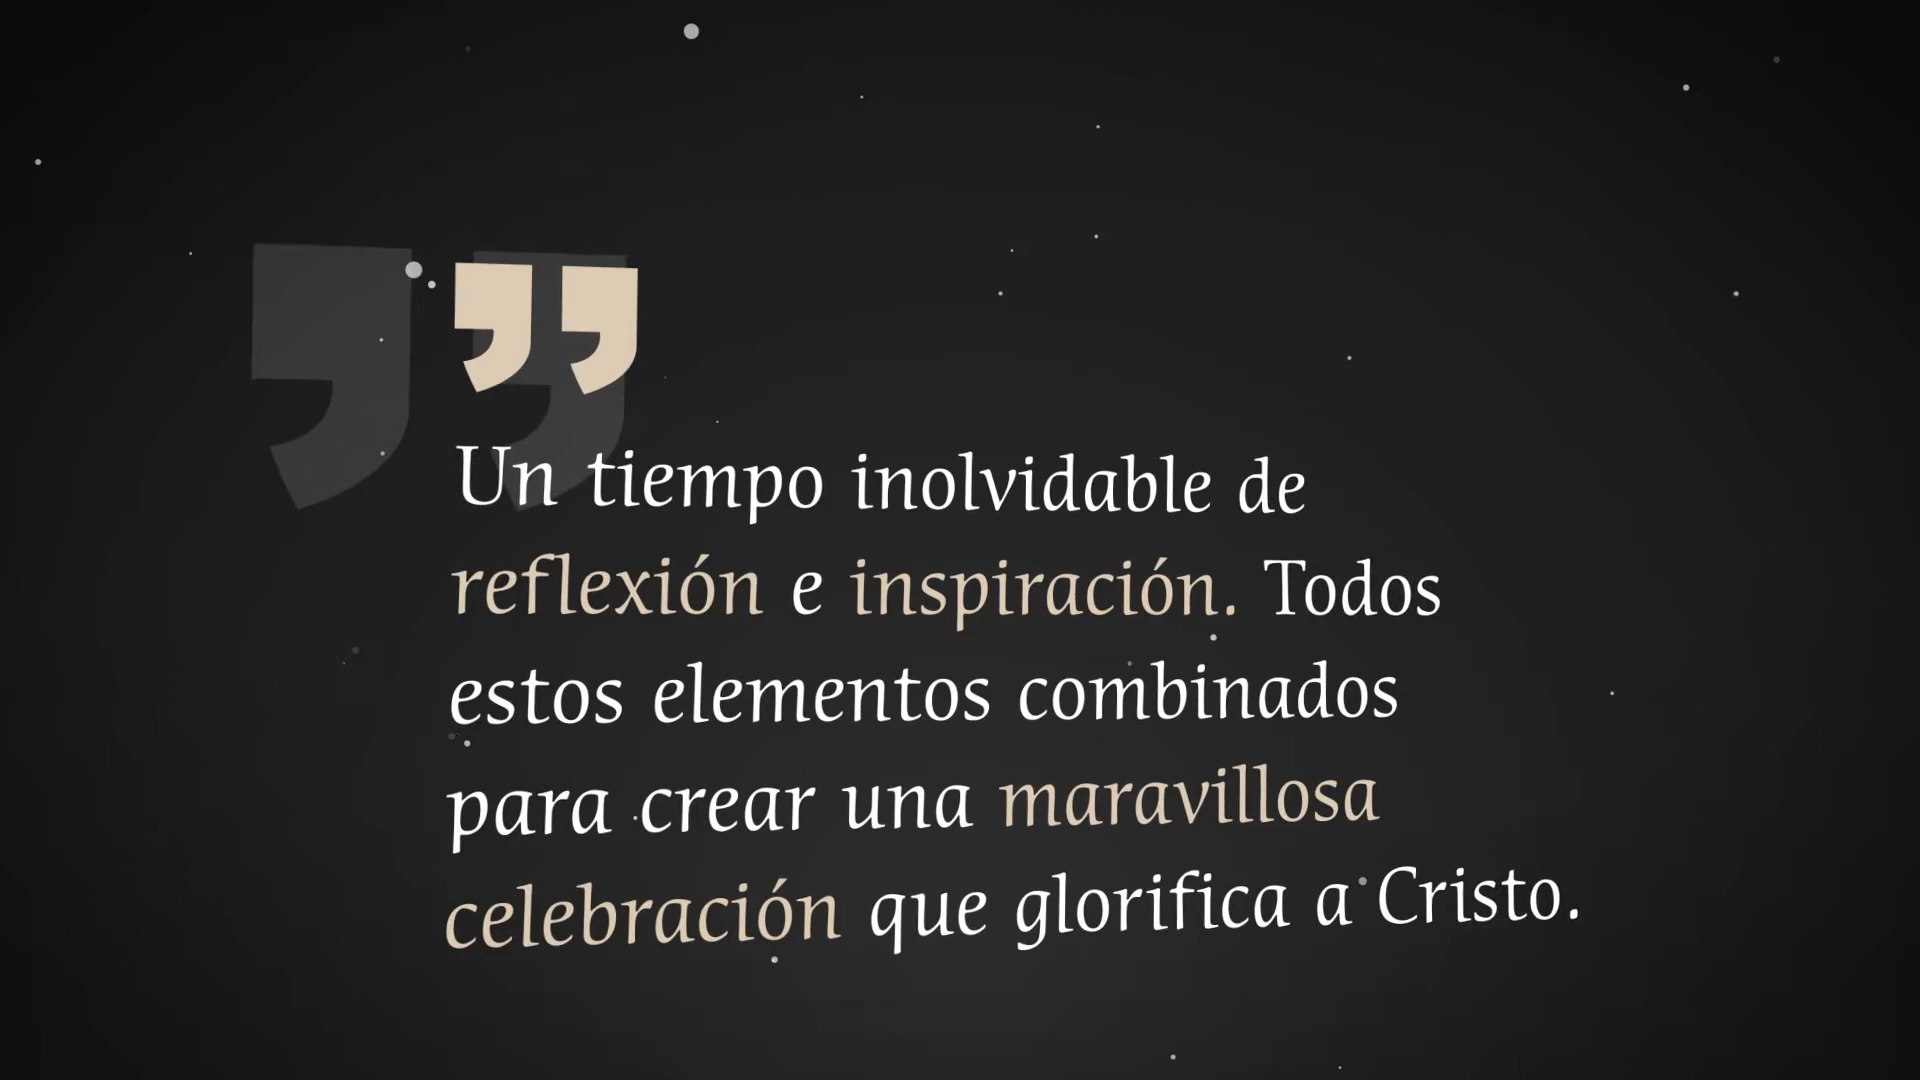 Un tiempo inolvidable de
reflexión e inspiración. Todos
estos elementos combinados
para crear una maravillosa
celebración que glorifica a Cristo.